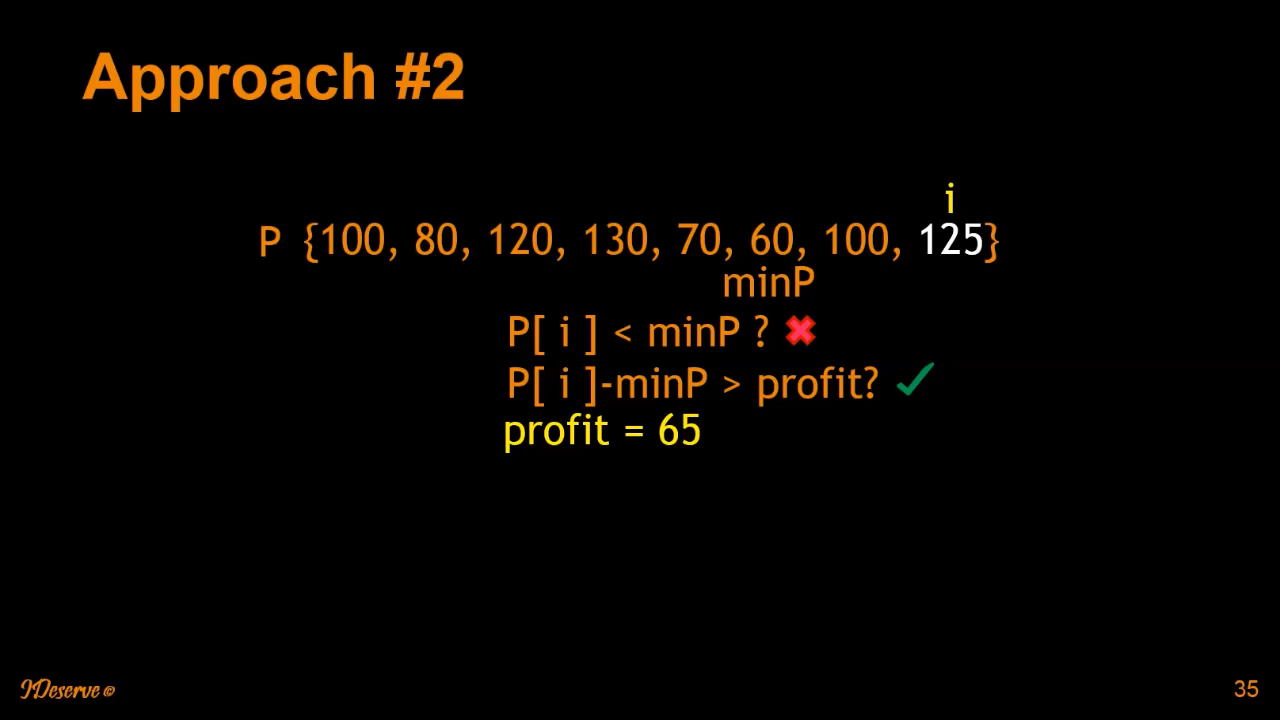 Approach #2
i
P {100, 80, 120, 130, 70, 60, 100, 125}
minP
P[ i ] < minP ?
P[ i ]-minP > profit?
profit = 65
IDeserve ©
35